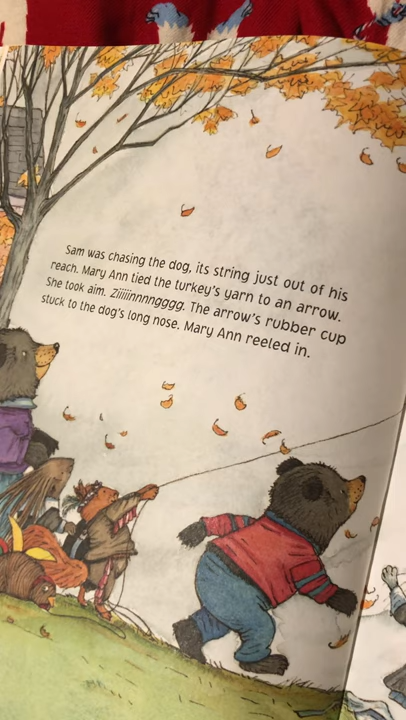 Sam was chasing the dog, its string just out of his
reach. Mary Ann tied the turkey's yarn to an arrow.
She took aim. Ziiiiinnnngggg. The arrow's rubber cup
stuck to the dog's long nose. Mary Ann reeled in.